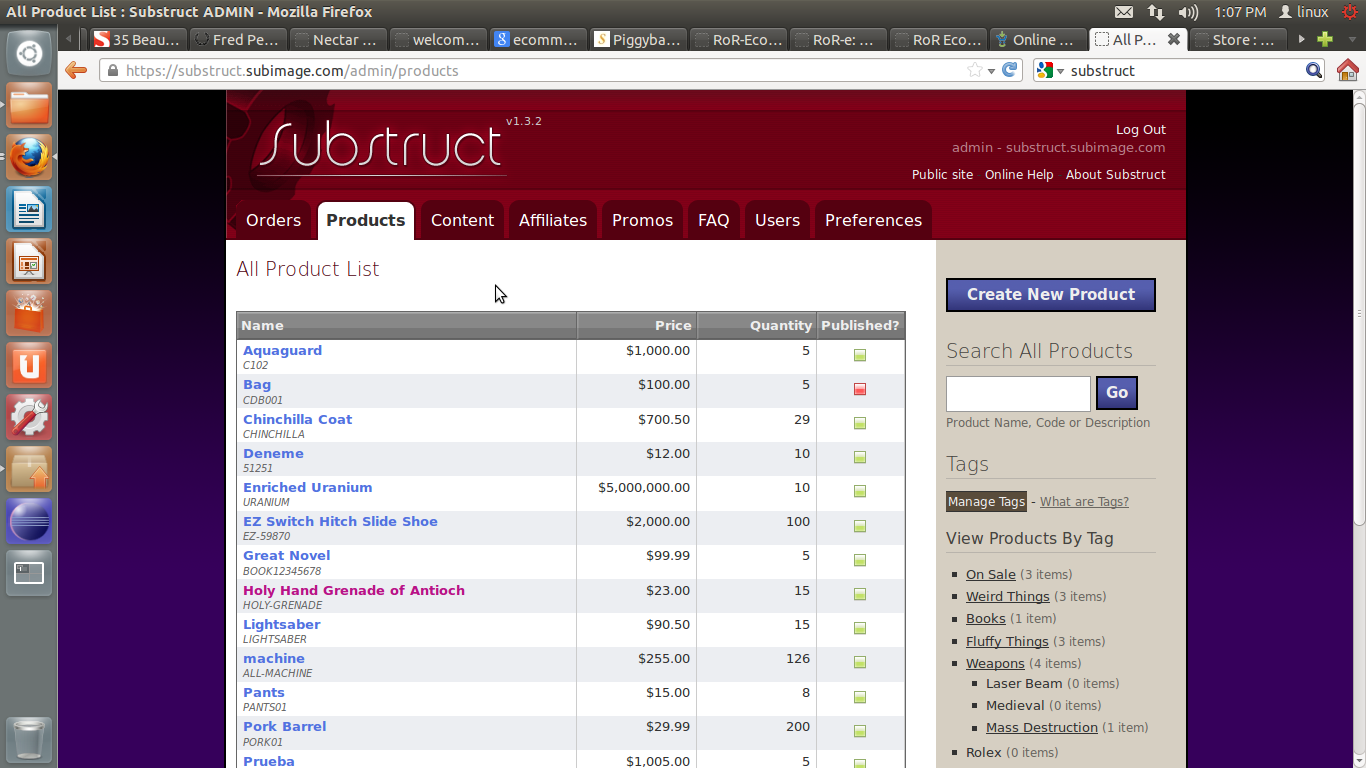 All Product List : Substruct ADMIN - Mozilla Firefox
1:07 PM linux
35 Beau... Fred Pe... Nectar ... welcom... ecomm... Piggyba... RoR-Eco... RoR-e: ... RoR Eco... Online ... All P... Store : ...
https://substruct.subimage.com/admin/products
substruct
substruct v1.3.2
Log Out
admin - substruct.subimage.com
Public site - Online Help - About Substruct
Orders Products Content Affiliates Promos FAQ Users Preferences
All Product List
Name Price Quantity Published?
Aquaguard $1,000.00 5
C102
Bag $100.00 5
CDB001
Chinchilla Coat $700.50 29
CHINCHILLA
Deneme $12.00 10
51251
Enriched Uranium $5,000,000.00 10
URANIUM
EZ Switch Hitch Slide Shoe $2,000.00 100
EZ-59870
Great Novel $99.99 5
BOOK12345678
Holy Hand Grenade of Antioch $23.00 15
HOLY-GRENADE
Lightsaber $90.50 15
LIGHTSABER
machine $255.00 126
ALL-MACHINE
Pants $15.00 8
PANTS01
Pork Barrel $29.99 200
PORK01
Prueba $1,005.00 5
Create New Product
Search All Products
Go
Product Name, Code or Description
Tags
Manage Tags - What are Tags?
View Products By Tag
On Sale (3 items)
Weird Things (3 items)
Books (1 item)
Fluffy Things (3 items)
Weapons (4 items)
Laser Beam (0 items)
Medieval (0 items)
Mass Destruction (1 item)
Rolex (0 items)